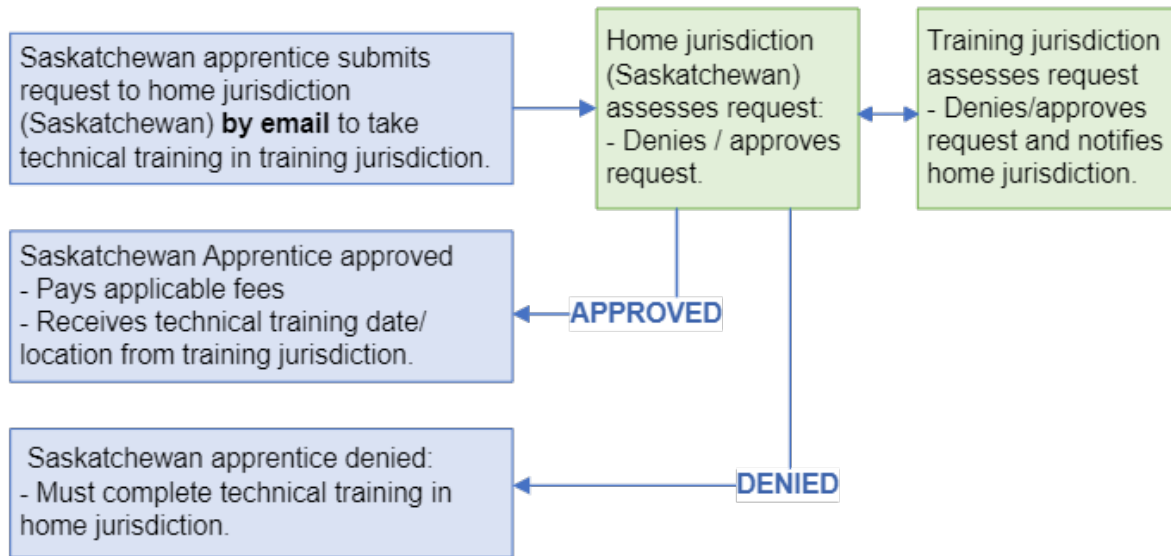 Saskatchewan apprentice submits
request to home jurisdiction
(Saskatchewan) by email to take
technical training in training jurisdiction.
Home jurisdiction
(Saskatchewan)
assesses request:
- Denies / approves
request.
Training jurisdiction
assesses request
- Denies/approves
request and notifies
home jurisdiction.
Saskatchewan Apprentice approved
- Pays applicable fees
- Receives technical training date/
location from training jurisdiction.
APPROVED
Saskatchewan apprentice denied:
- Must complete technical training in
home jurisdiction.
DENIED